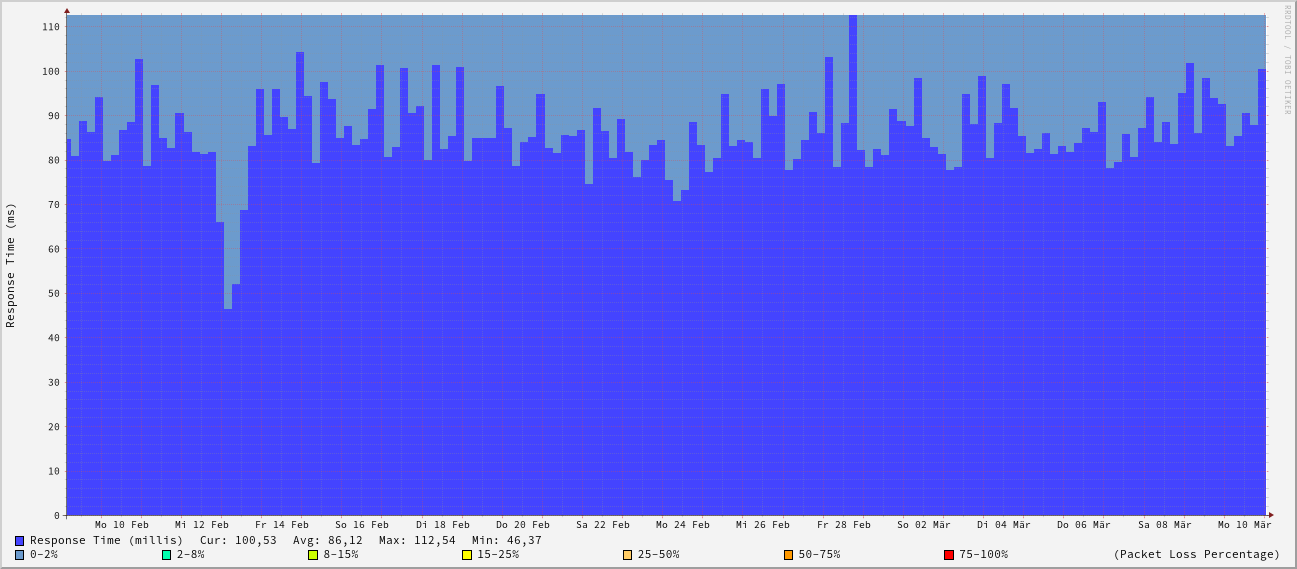 RRDTOOL / TOBI OETIKER
Response Time (ms)
110
100
90
80
70
60
50
40
30
20
10
0
Mo 10 Feb Mi 12 Feb Fr 14 Feb So 16 Feb Di 18 Feb Do 20 Feb Sa 22 Feb Mo 24 Feb Mi 26 Feb Fr 28 Feb So 02 Mär Di 04 Mär Do 06 Mär Sa 08 Mär Mo 10 Mär
Response Time (millis) Cur: 100,53 Avg: 86,12 Max: 112,54 Min: 46,37
0-2% 2-8% 8-15% 15-25% 25-50% 50-75% 75-100% (Packet Loss Percentage)